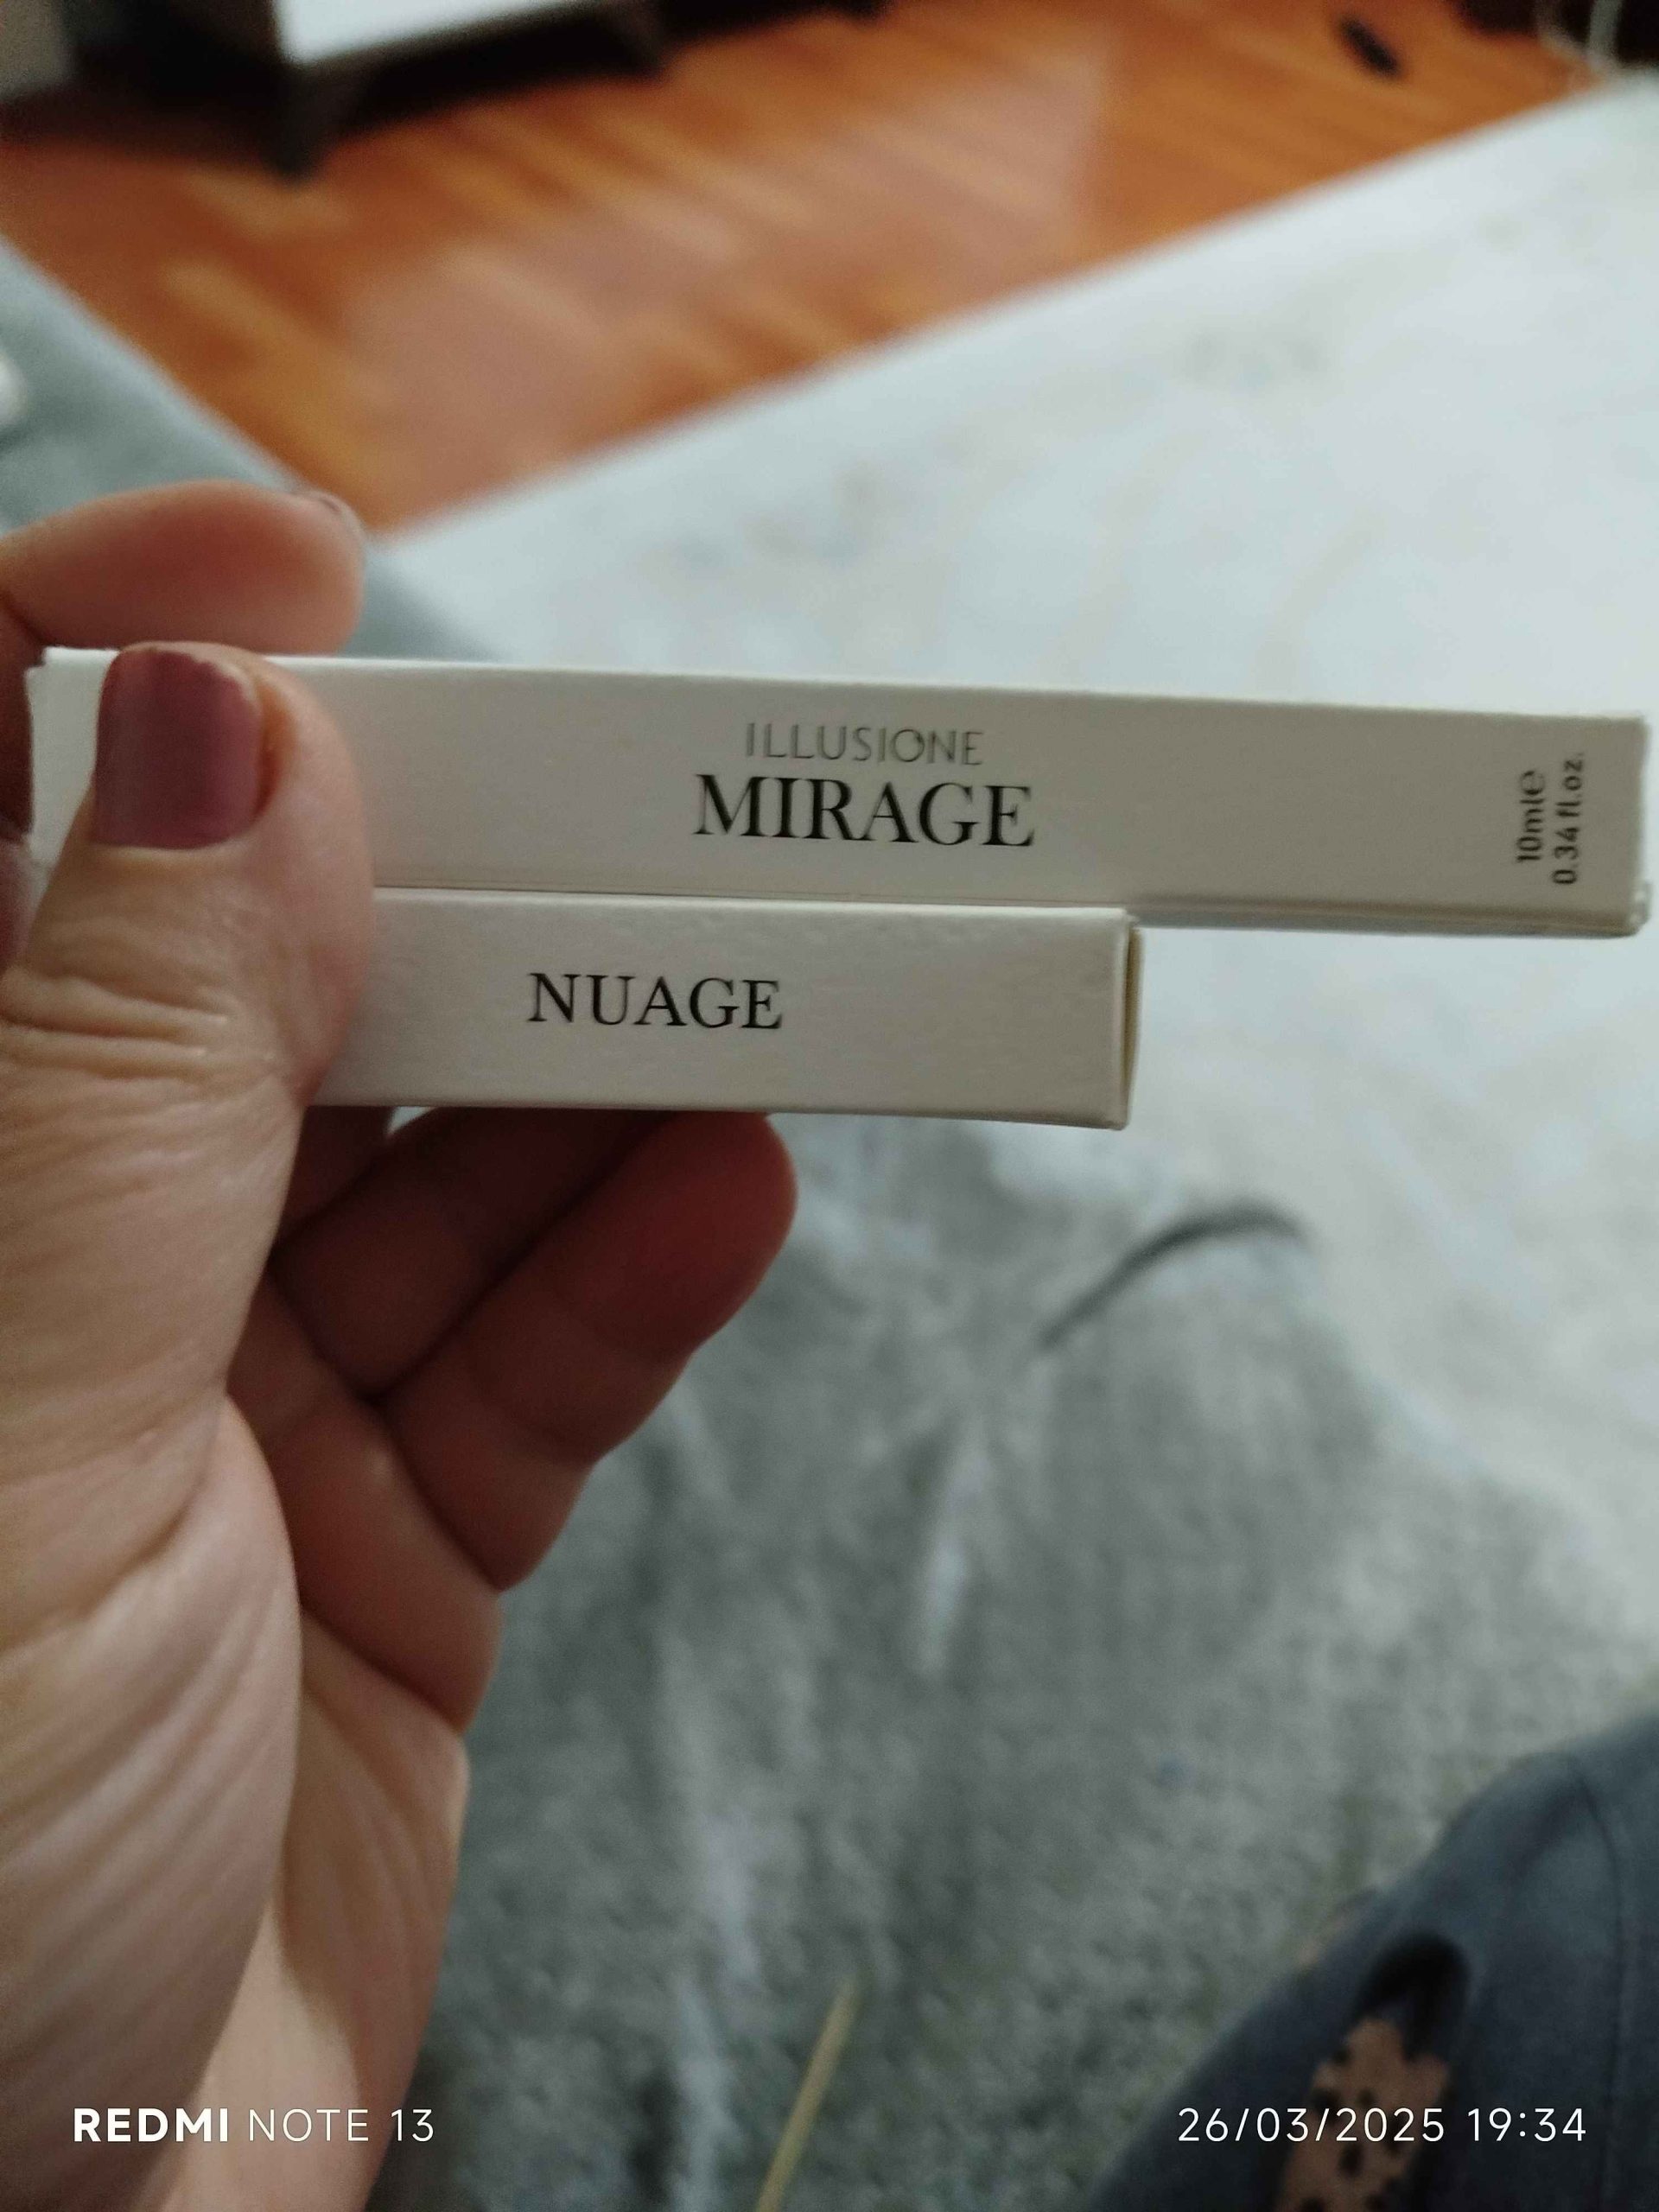 ILLUSIONE
MIRAGE
10ml℮
0.34 fl.oz.
NUAGE
REDMI NOTE 13
26/03/2025 19:34